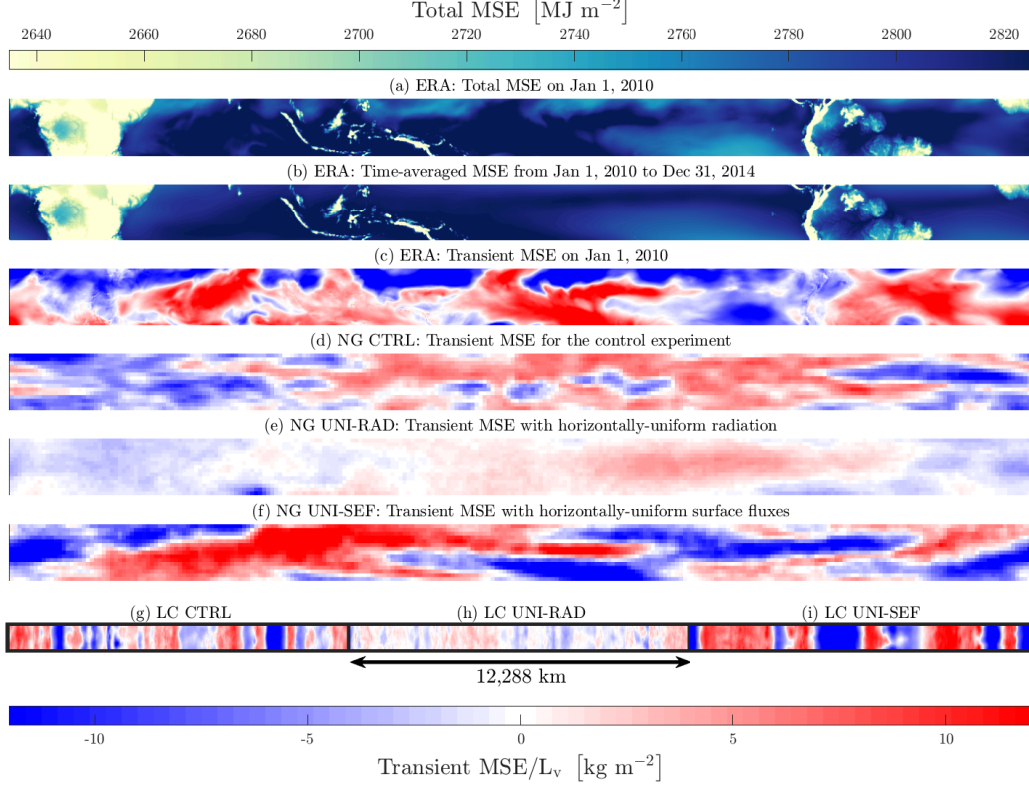 Total MSE [MJ m⁻²]
2640 2660 2680 2700 2720 2740 2760 2780 2800 2820
(a) ERA: Total MSE on Jan 1, 2010
(b) ERA: Time-averaged MSE from Jan 1, 2010 to Dec 31, 2014
(c) ERA: Transient MSE on Jan 1, 2010
(d) NG CTRL: Transient MSE for the control experiment
(e) NG UNI-RAD: Transient MSE with horizontally-uniform radiation
(f) NG UNI-SEF: Transient MSE with horizontally-uniform surface fluxes
(g) LC CTRL (h) LC UNI-RAD (i) LC UNI-SEF
12,288 km
-10 -5 0 5 10
Transient MSE/Lᵥ [kg m⁻²]